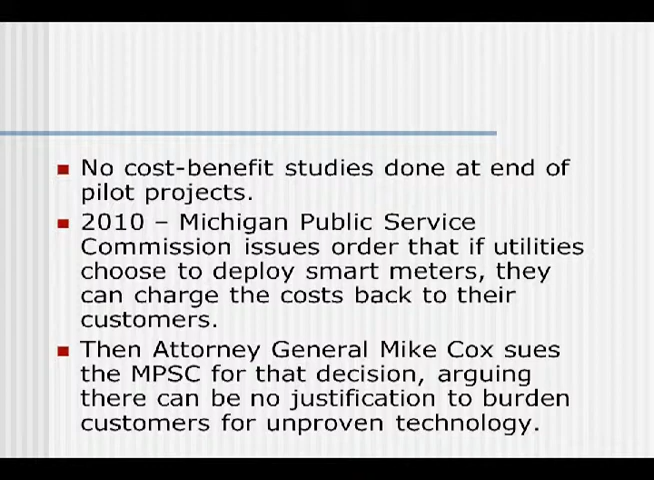 No cost-benefit studies done at end of
pilot projects.
2010 – Michigan Public Service
Commission issues order that if utilities
choose to deploy smart meters, they
can charge the costs back to their
customers.
Then Attorney General Mike Cox sues
the MPSC for that decision, arguing
there can be no justification to burden
customers for unproven technology.